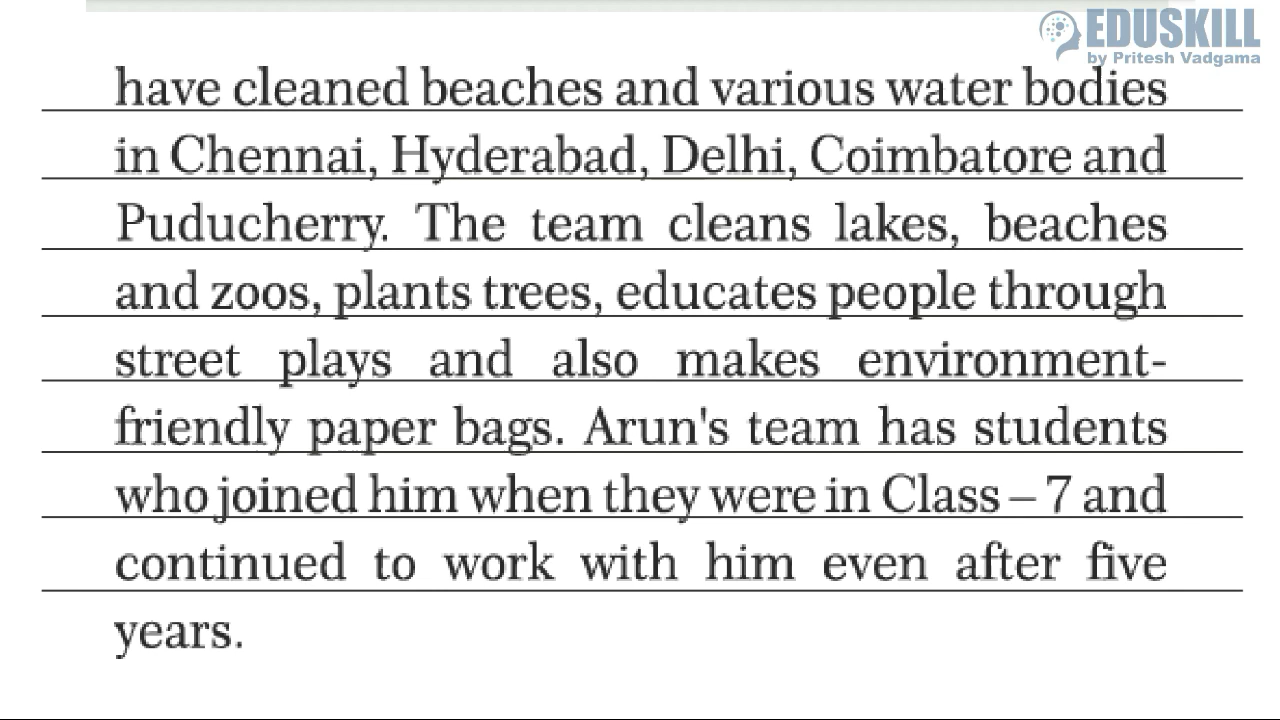 EDUSKILL
by Pritesh Vadgama
have cleaned beaches and various water bodies
in Chennai, Hyderabad, Delhi, Coimbatore and
Puducherry. The team cleans lakes, beaches
and zoos, plants trees, educates people through
street plays and also makes environment-
friendly paper bags. Arun's team has students
who joined him when they were in Class – 7 and
continued to work with him even after five
years.